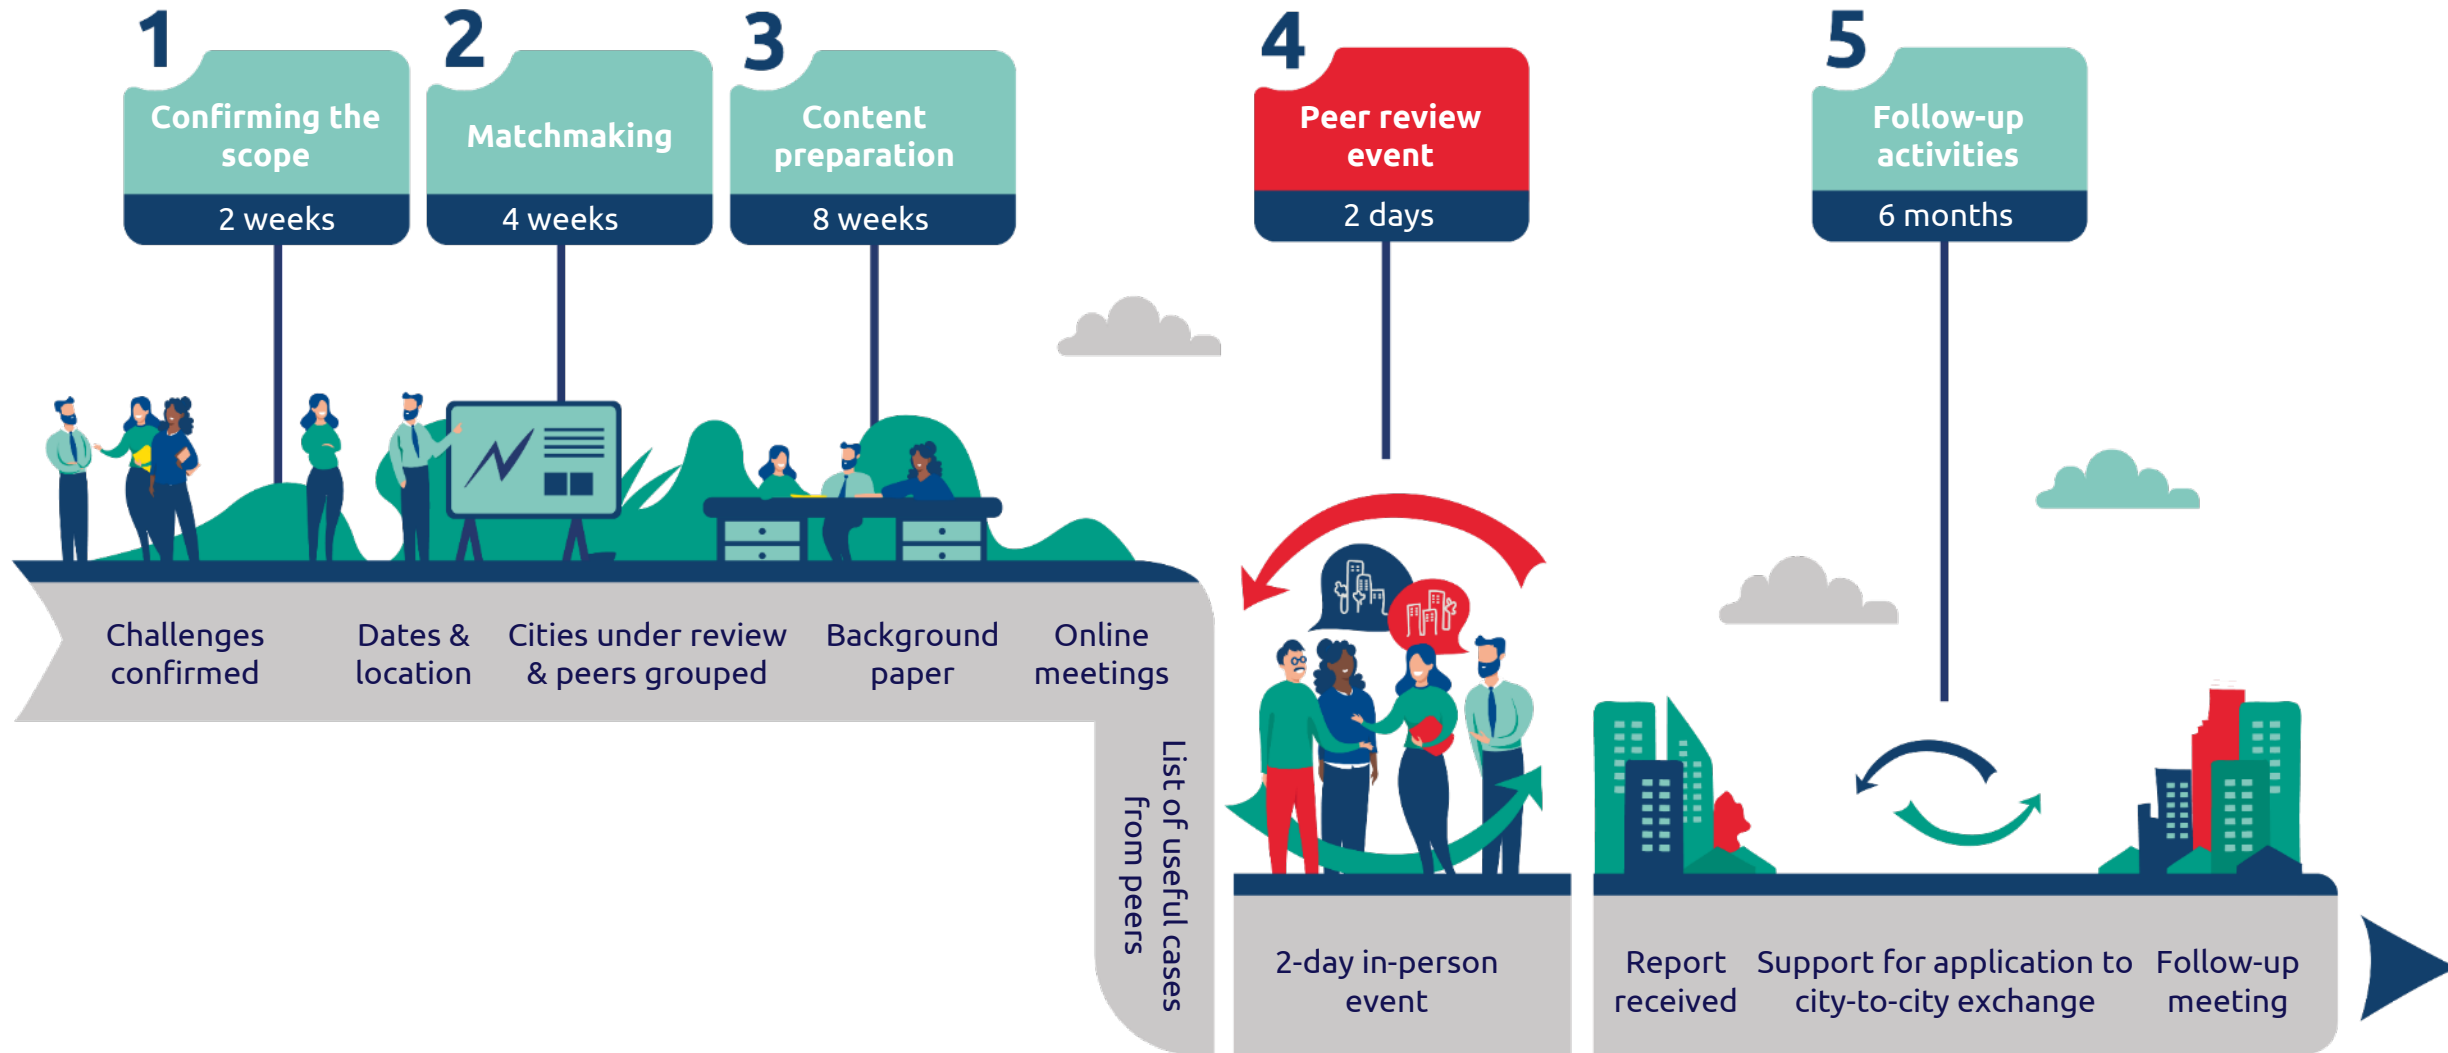 1
Confirming the
scope
2 weeks
2
Matchmaking
4 weeks
3
Content
preparation
8 weeks
4
Peer review
event
2 days
5
Follow-up
activities
6 months
Challenges
confirmed
Dates &
location
Cities under review
& peers grouped
Background
paper
Online
meetings
List of useful cases
from peers
2-day in-person
event
Report
received
Support for application to
city-to-city exchange
Follow-up
meeting